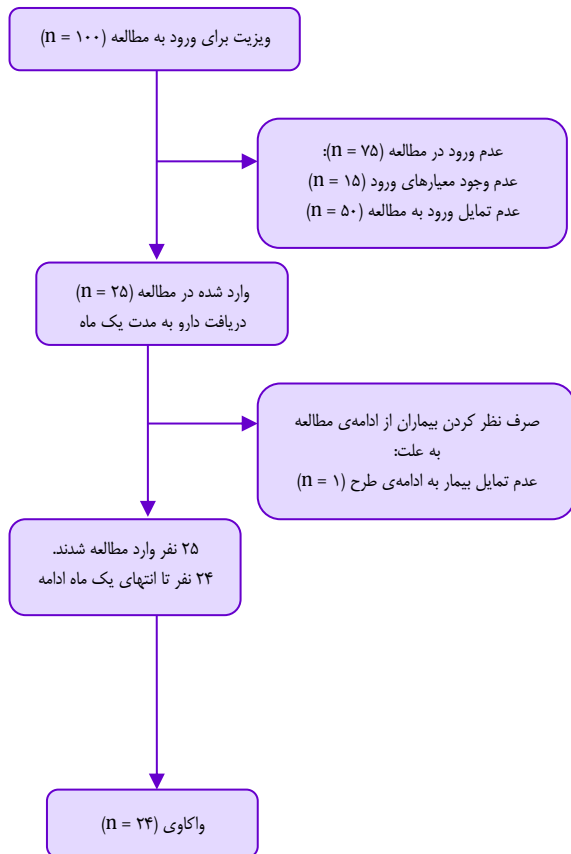 ویزیت برای ورود به مطالعه (n = ۱۰۰)
عدم ورود در مطالعه (n = ۷۵):
عدم وجود معیارهای ورود (n = ۱۵)
عدم تمایل ورود به مطالعه (n = ۵۰)
وارد شده در مطالعه (n = ۲۵)
دریافت دارو به مدت یک ماه
صرف نظر کردن بیماران از ادامه‌ی مطالعه
به علت:
عدم تمایل بیمار به ادامه‌ی طرح (n = ۱)
۲۵ نفر وارد مطالعه شدند.
۲۴ نفر تا انتهای یک ماه ادامه
واکاوی (n = ۲۴)